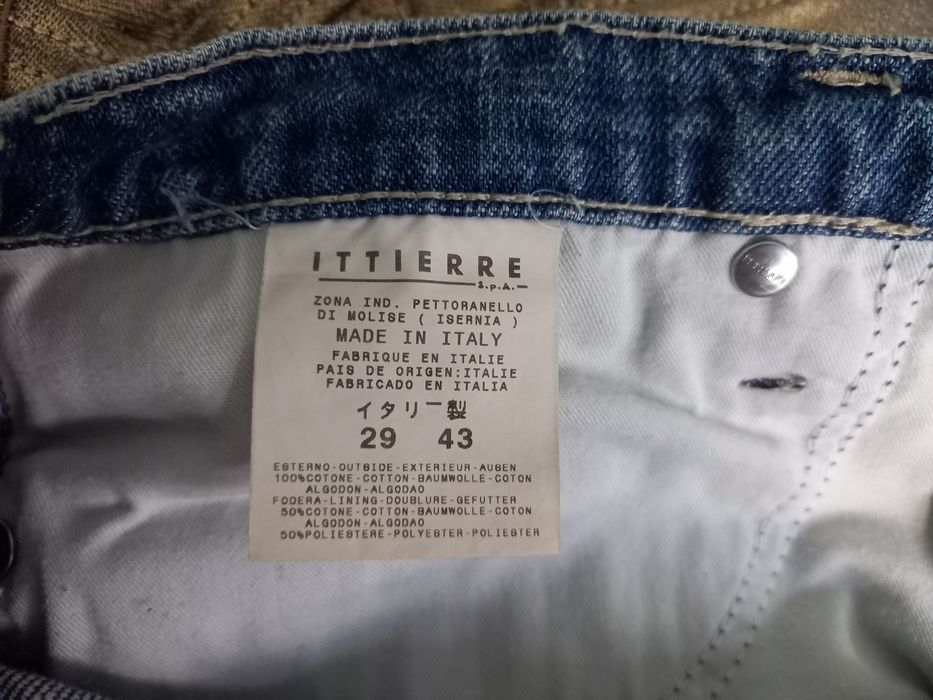 ITTIERRE
S.p.A.
ZONA IND. PETTORANELLO
DI MOLISE ( ISERNIA )
MADE IN ITALY
FABRIQUE EN ITALIE
PAIS DE ORIGEN:ITALIE
FABRICADO EN ITALIA
イタリー製
29 43
ESTERNO-OUTSIDE-EXTERIEUR-AUSEN
100%COTONE-COTTON-BAUMWOLLE-COTON
ALGODON-ALGODAO
FODERA-LINING-DOUBLURE-GEFUTTER
50%COTONE-COTTON-BAUMWOLLE-COTON
ALGODON-ALGODAO
50%POLIESTERE-POLYESTER-POLIESTER